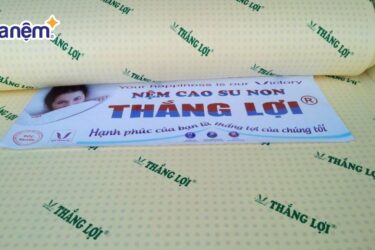 anệm
THẮNG LỢI
THẮNG LỢI
THẮNG LỢI
Your happiness is our Victory
NỆM CAO SU NON
THẮNG LỢI®
Hạnh phúc của bạn là thắng lợi của chúng tôi
THẮNG LỢI
THẮNG LỢI
THẮNG LỢI
THẮNG LỢI
THẮNG LỢI
THẮNG LỢI